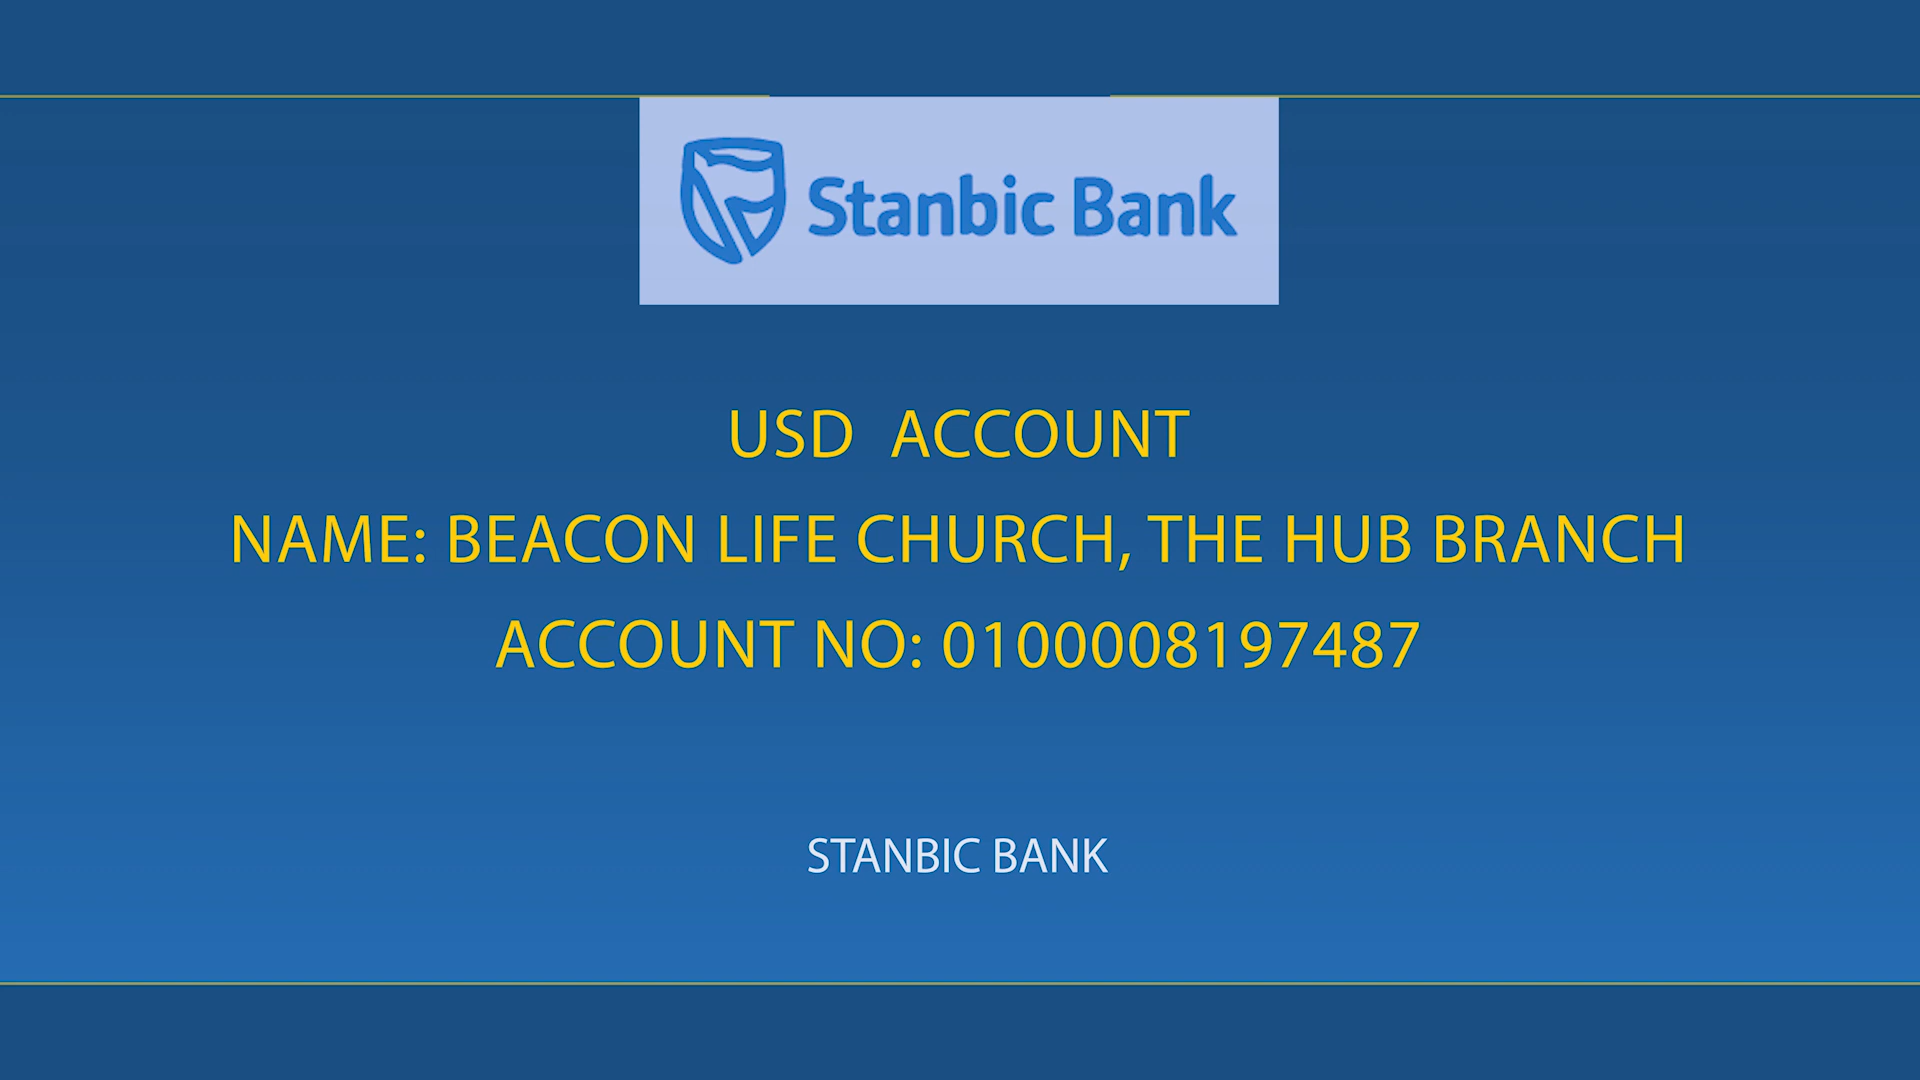 Stanbic Bank
USD ACCOUNT
NAME: BEACON LIFE CHURCH, THE HUB BRANCH
ACCOUNT NO: 0100008197487
STANBIC BANK